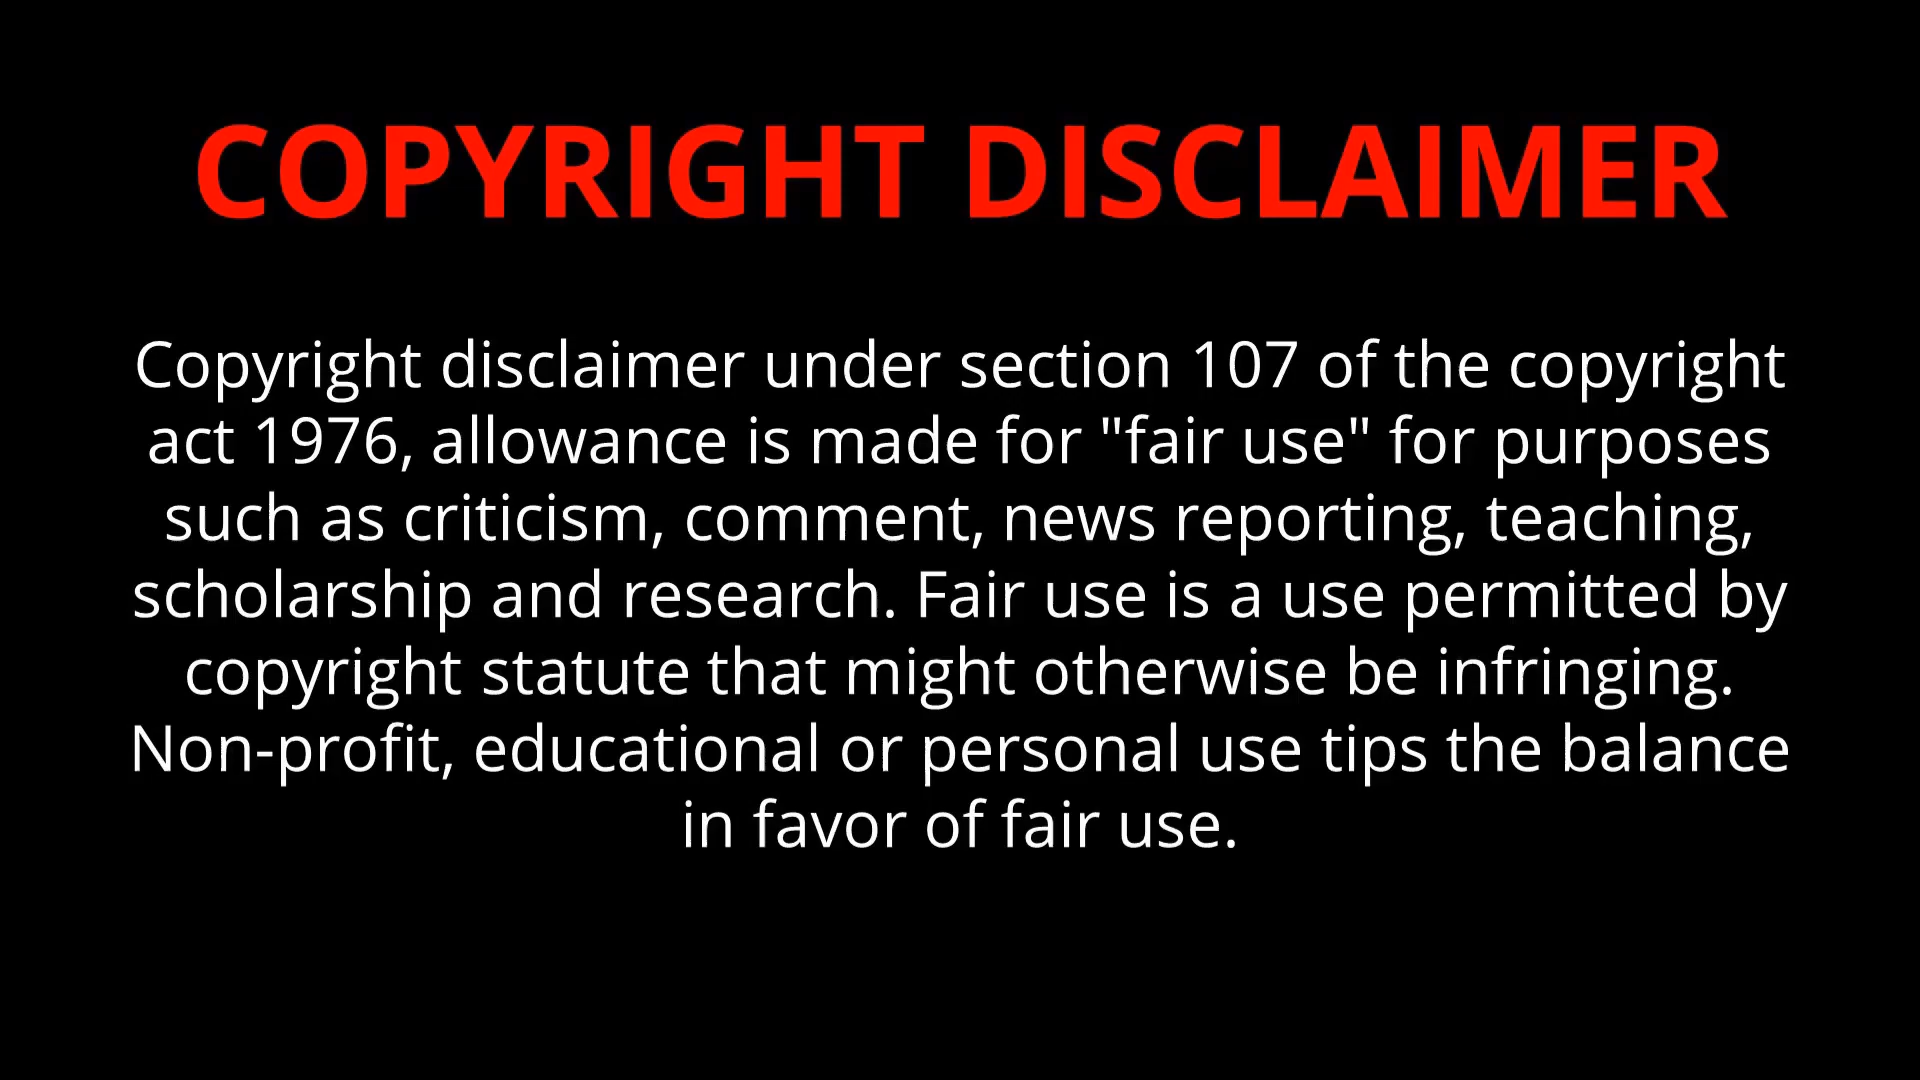 COPYRIGHT DISCLAIMER
Copyright disclaimer under section 107 of the copyright
act 1976, allowance is made for "fair use" for purposes
such as criticism, comment, news reporting, teaching,
scholarship and research. Fair use is a use permitted by
copyright statute that might otherwise be infringing.
Non-profit, educational or personal use tips the balance
in favor of fair use.